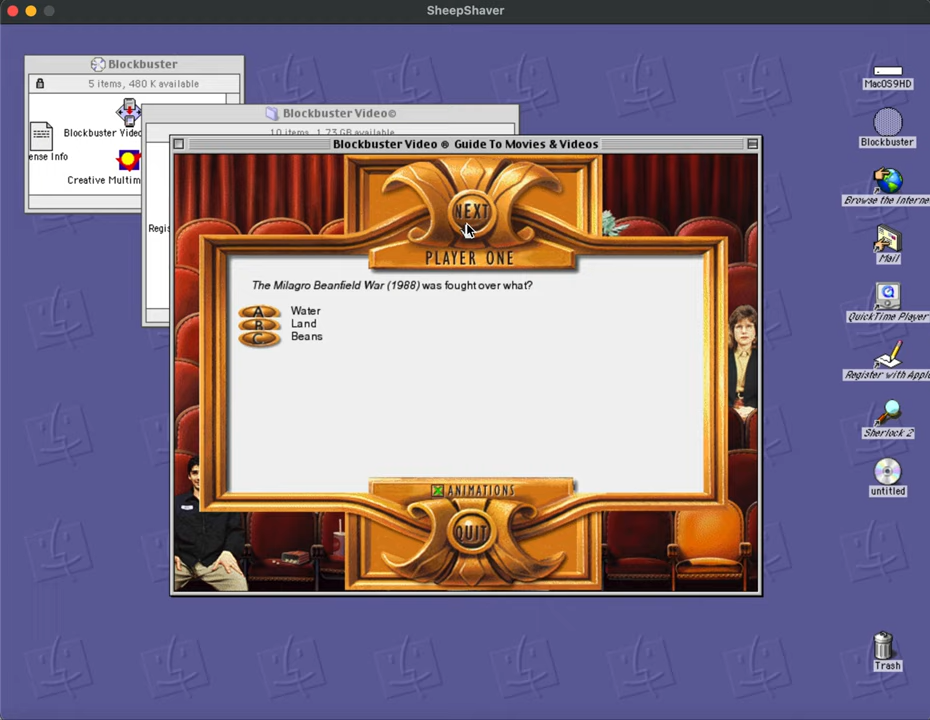 SheepShaver
Blockbuster
5 items, 480 K available
Blockbuster Video
ense Info
Creative Multim
Blockbuster Video©
10 items, 1.73 GB available
Regis
Blockbuster Video ® Guide To Movies & Videos
NEXT
PLAYER ONE
The Milagro Beanfield War (1988) was fought over what?
A Water
B Land
C Beans
ANIMATIONS
QUIT
MacOS9HD
Blockbuster
Browse the Interne
Mail
QuickTime Player
Register with Apple
Sherlock 2
untitled
Trash